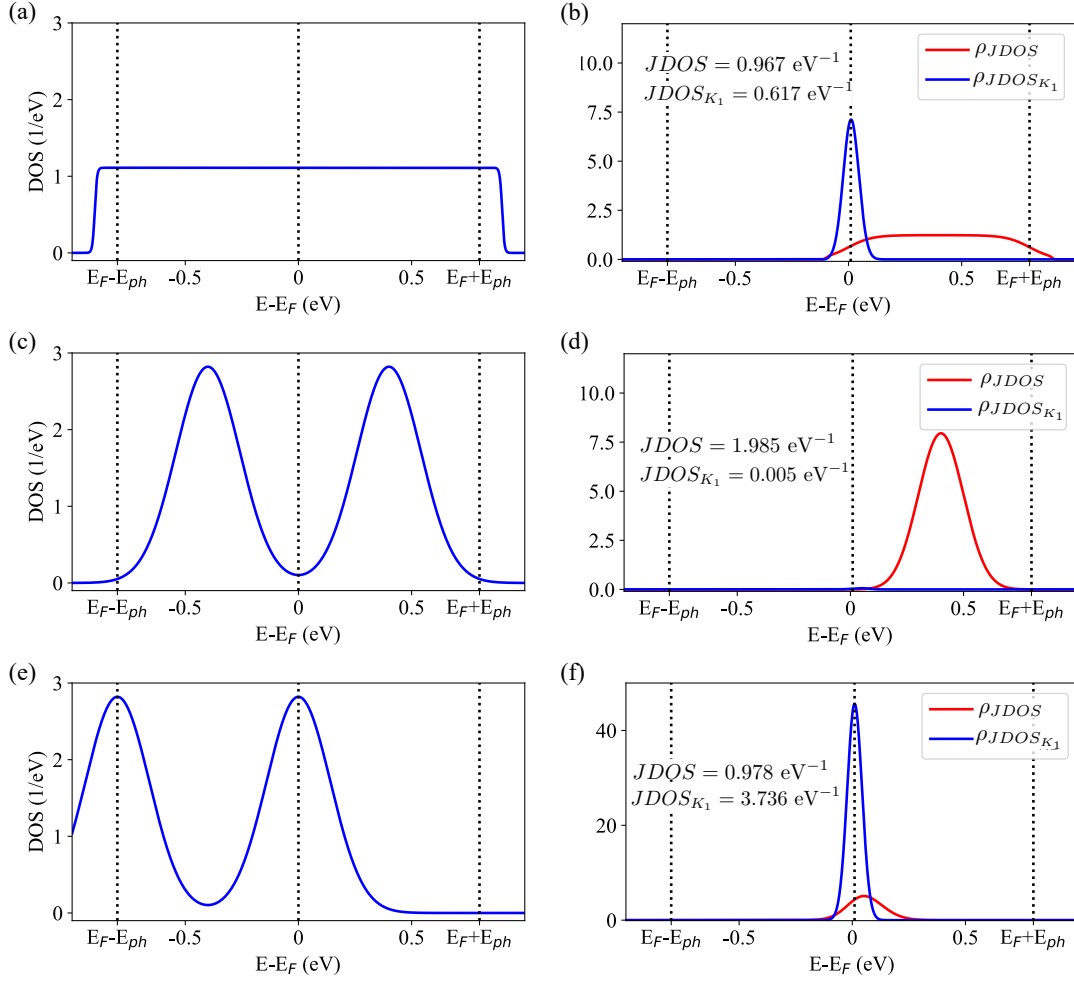 (a)
3
2
1
0
DOS (1/eV)
E_F−E_ph
-0.5
0
0.5
E_F+E_ph
E-E_F (eV)
(b)
10.0
7.5
5.0
2.5
0.0
JDOS = 0.967 eV⁻¹
JDOS_K₁ = 0.617 eV⁻¹
ρ_JDOS
ρ_JDOS_K₁
E_F−E_ph
-0.5
0
0.5
E_F+E_ph
E-E_F (eV)
(c)
3
2
1
0
DOS (1/eV)
E_F−E_ph
-0.5
0
0.5
E_F+E_ph
E-E_F (eV)
(d)
10.0
7.5
5.0
2.5
0.0
JDOS = 1.985 eV⁻¹
JDOS_K₁ = 0.005 eV⁻¹
ρ_JDOS
ρ_JDOS_K₁
E_F−E_ph
-0.5
0
0.5
E_F+E_ph
E-E_F (eV)
(e)
3
2
1
0
DOS (1/eV)
E_F−E_ph
-0.5
0
0.5
E_F+E_ph
E-E_F (eV)
(f)
40
20
0
JDOS = 0.978 eV⁻¹
JDOS_K₁ = 3.736 eV⁻¹
ρ_JDOS
ρ_JDOS_K₁
E_F−E_ph
-0.5
0
0.5
E_F+E_ph
E-E_F (eV)